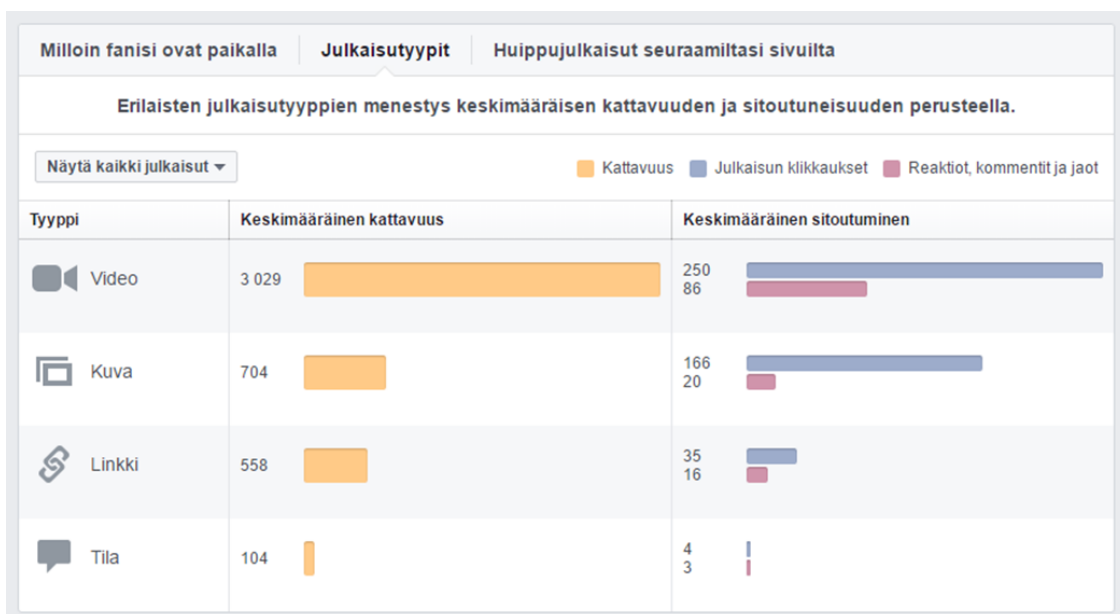 Milloin fanisi ovat paikalla Julkaisutyypit Huippujulkaisut seuraamiltasi sivuilta
Erilaisten julkaisutyyppien menestys keskimääräisen kattavuuden ja sitoutuneisuuden perusteella.
Näytä kaikki julkaisut Kattavuus Julkaisun klikkaukset Reaktiot, kommentit ja jaot
Tyyppi Keskimääräinen kattavuus Keskimääräinen sitoutuminen
Video 3 029 250
86
Kuva 704 166
20
Linkki 558 35
16
Tila 104 4
3